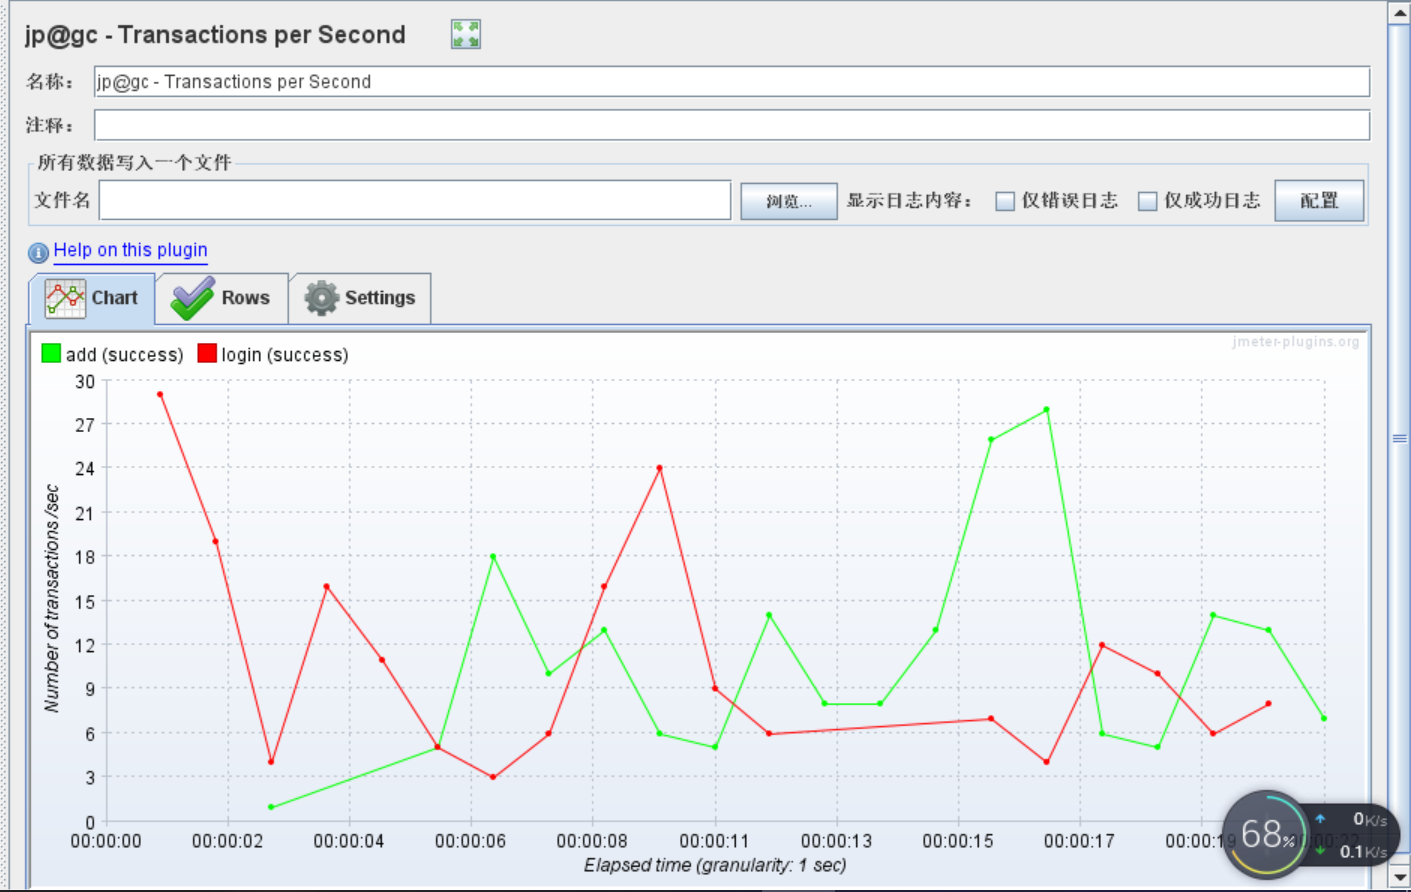 jp@gc - Transactions per Second
名称： jp@gc - Transactions per Second
注释：
所有数据写入一个文件
文件名 浏览... 显示日志内容： 仅错误日志 仅成功日志 配置
Help on this plugin
Chart Rows Settings
add (success) login (success) jmeter-plugins.org
30
27
24
21
18
15
12
9
6
3
0
Number of transactions /sec
00:00:00 00:00:02 00:00:04 00:00:06 00:00:08 00:00:11 00:00:13 00:00:15 00:00:17 00:00:19
Elapsed time (granularity: 1 sec)
68%
0K/s
0.1K/s